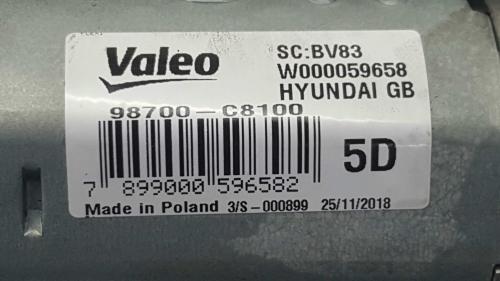 Valeo
SC:BV83
W000059658
HYUNDAI GB
98700-C8100
5D
7 899000 596582
Made in Poland 3/S-000899 25/11/2018